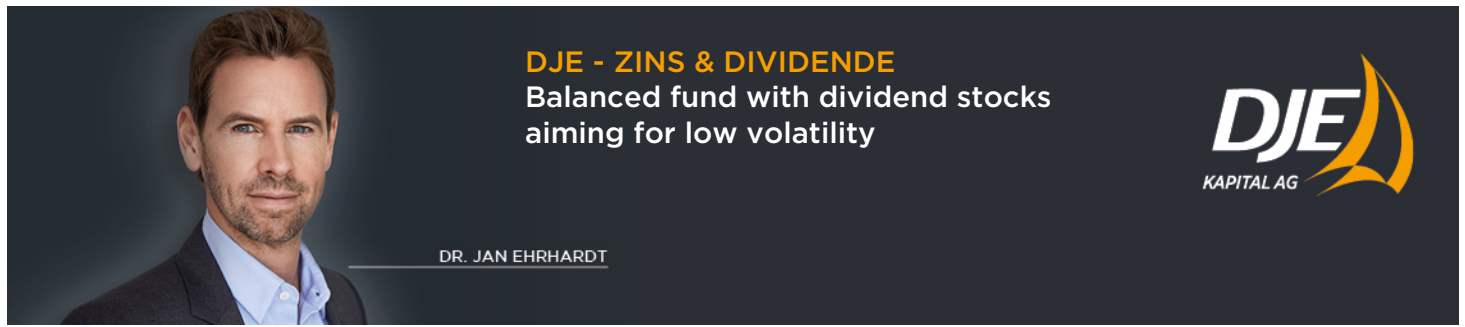 DJE - ZINS & DIVIDENDE
Balanced fund with dividend stocks
aiming for low volatility
DJE
KAPITAL AG
DR. JAN EHRHARDT